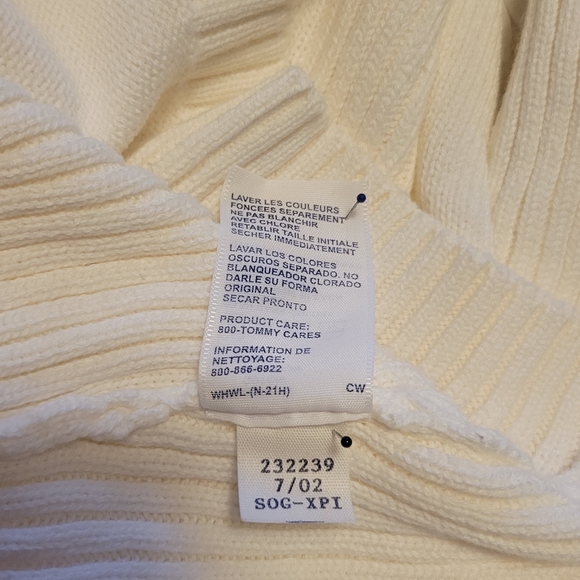 LAVER LES COULEURS
FONCEES SEPAREMENT
NE PAS BLANCHIR
AVEC CHLORE
RETABLIR TAILLE INITIALE
SECHER IMMEDIATEMENT
LAVAR LOS COLORES
OSCUROS SEPARADO. NO
BLANQUEADOR CLORADO
DARLE SU FORMA
ORIGINAL
SECAR PRONTO
PRODUCT CARE:
800-TOMMY CARES
INFORMATION DE
NETTOYAGE:
800-866-6922
WHWL-(N-21H) CW
232239
7/02
SOG-XPI